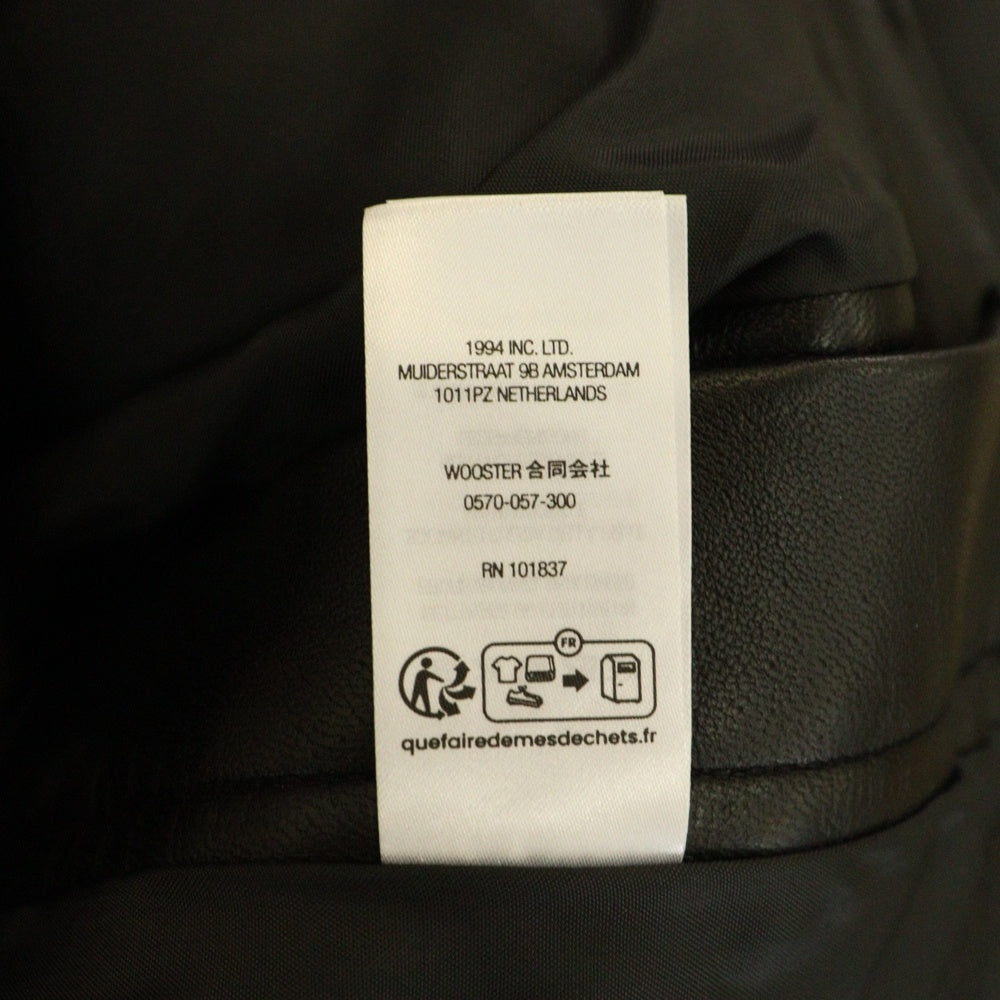 1994 INC. LTD.
MUIDERSTRAAT 9B AMSTERDAM
1011PZ NETHERLANDS
WOOSTER 合同会社
0570-057-300
RN 101837
FR
quefairedemesdechets.fr